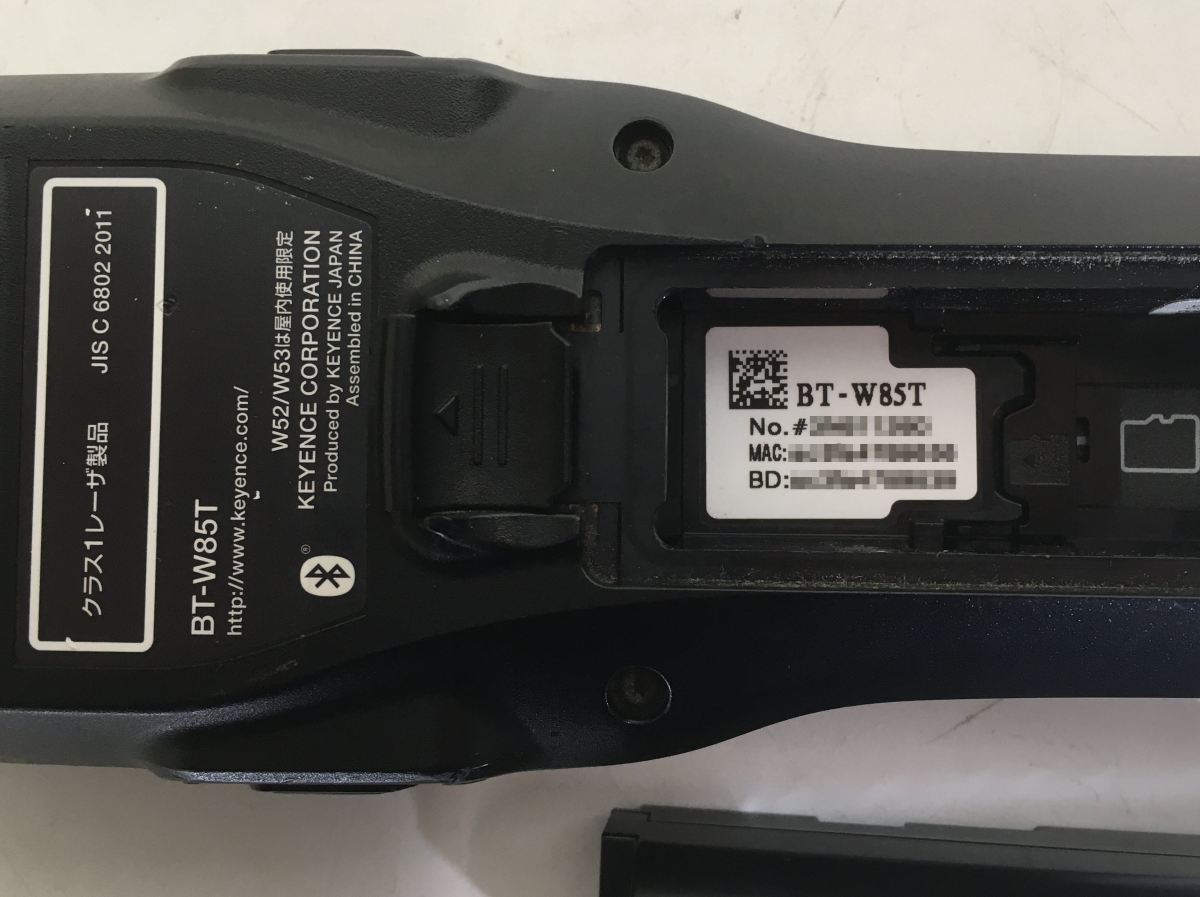 クラス1レーザ製品 JIS C 6802 2011
BT-W85T
http://www.keyence.com/
W52/W53は屋内使用限定
KEYENCE CORPORATION
Produced by KEYENCE JAPAN
Assembled in CHINA
®
BT-W85T
No.#
MAC:
BD: